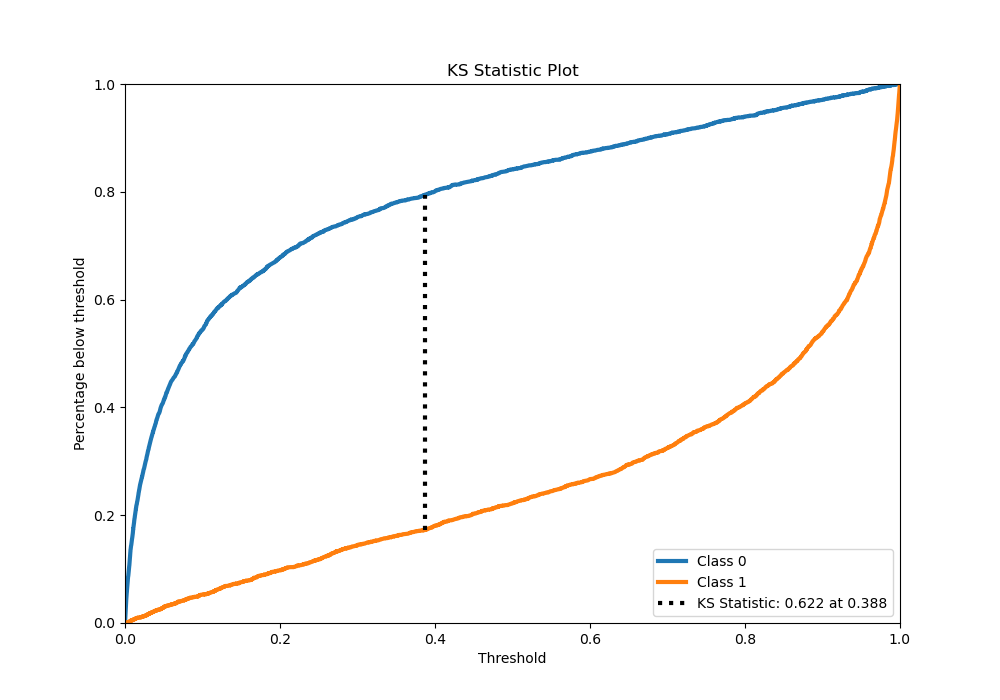 KS Statistic Plot
1.0
0.8
0.6
0.4
0.2
0.0
Percentage below threshold
0.0 0.2 0.4 0.6 0.8 1.0
Threshold
Class 0
Class 1
KS Statistic: 0.622 at 0.388